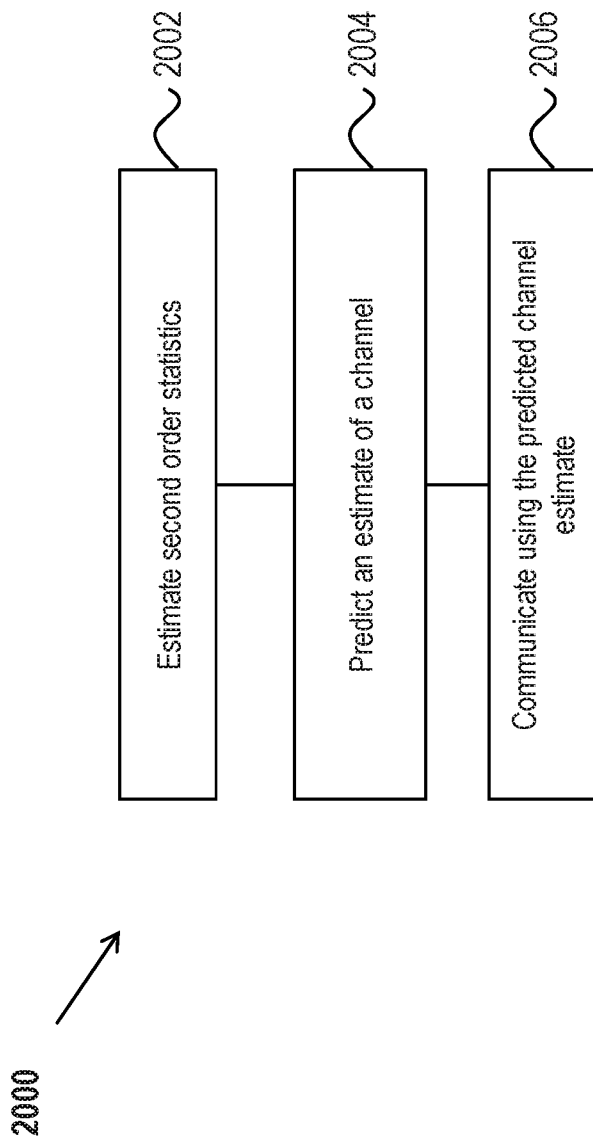 2000
Estimate second order statistics
2002
Predict an estimate of a channel
2004
Communicate using the predicted channel
estimate
2006